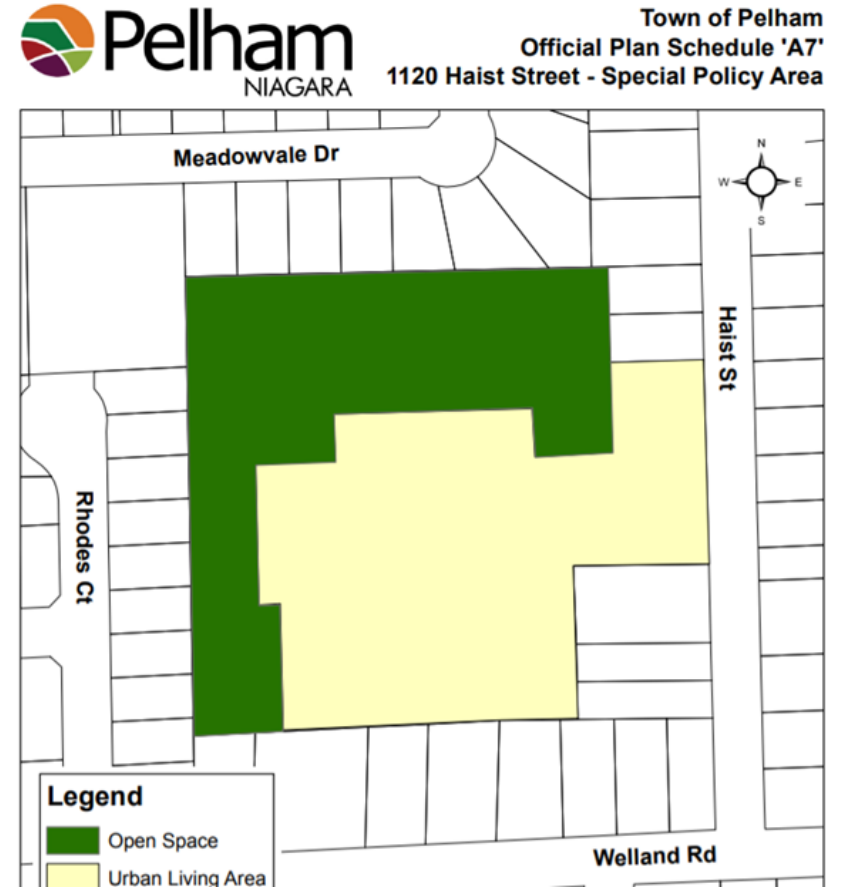 Pelham
NIAGARA
Town of Pelham
Official Plan Schedule 'A7'
1120 Haist Street - Special Policy Area
Meadowvale Dr
N
W
E
S
Haist St
Rhodes Ct
Legend
Open Space
Urban Living Area
Welland Rd